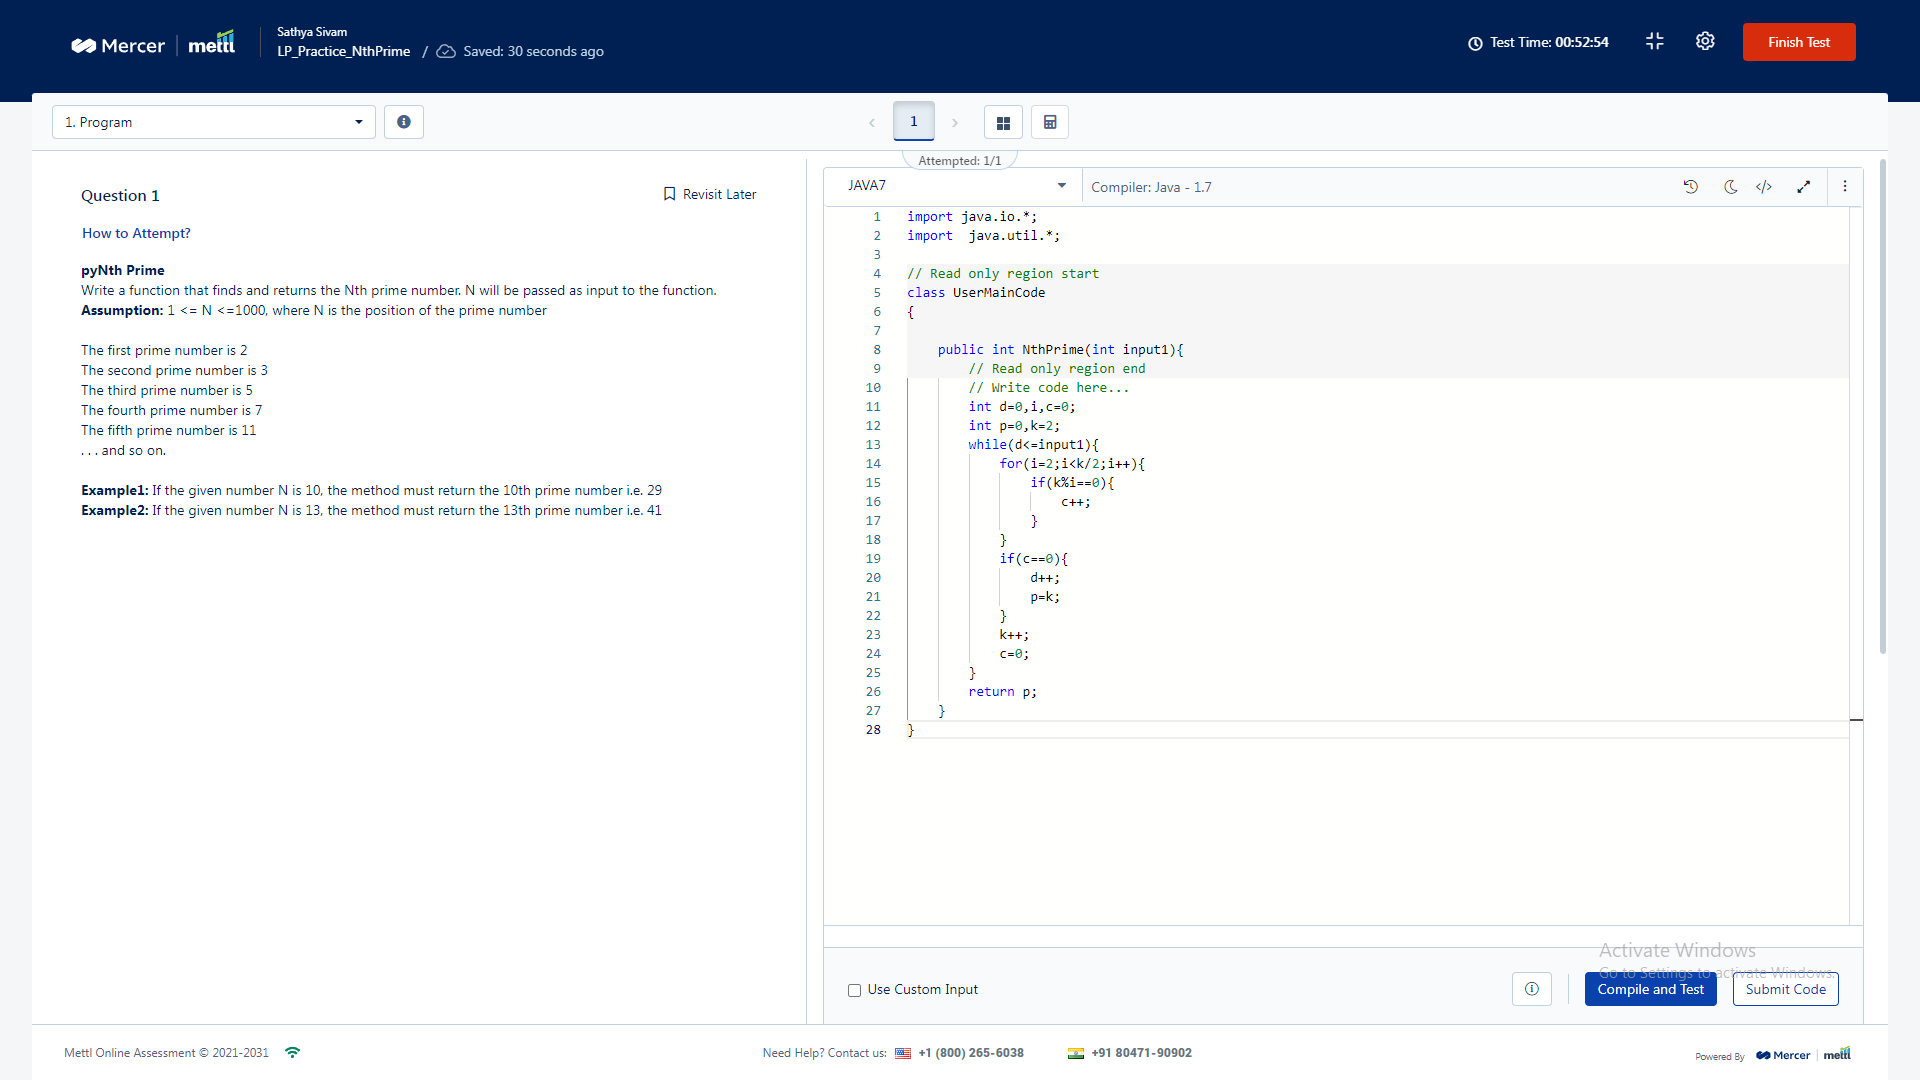 Mercer mettl
Sathya Sivam
LP_Practice_NthPrime / Saved: 30 seconds ago
Test Time: 00:52:54
Finish Test
1. Program
1
Attempted: 1/1
Question 1
Revisit Later
How to Attempt?
pyNth Prime
Write a function that finds and returns the Nth prime number. N will be passed as input to the function.
Assumption: 1 <= N <=1000, where N is the position of the prime number
The first prime number is 2
The second prime number is 3
The third prime number is 5
The fourth prime number is 7
The fifth prime number is 11
. . . and so on.
Example1: If the given number N is 10, the method must return the 10th prime number i.e. 29
Example2: If the given number N is 13, the method must return the 13th prime number i.e. 41
JAVA7
Compiler: Java - 1.7
1 import java.io.*;
2 import  java.util.*;
3
4 // Read only region start
5 class UserMainCode
6 {
7
8     public int NthPrime(int input1){
9         // Read only region end
10         // Write code here...
11         int d=0,i,c=0;
12         int p=0,k=2;
13         while(d<=input1){
14             for(i=2;i<k/2;i++){
15                 if(k%i==0){
16                     c++;
17                 }
18             }
19             if(c==0){
20                 d++;
21                 p=k;
22             }
23             k++;
24             c=0;
25         }
26         return p;
27     }
28 }
Activate Windows
Go to Settings to activate Windows.
Use Custom Input
Compile and Test
Submit Code
Mettl Online Assessment © 2021-2031
Need Help? Contact us: +1 (800) 265-6038 +91 80471-90902
Powered By Mercer mettl